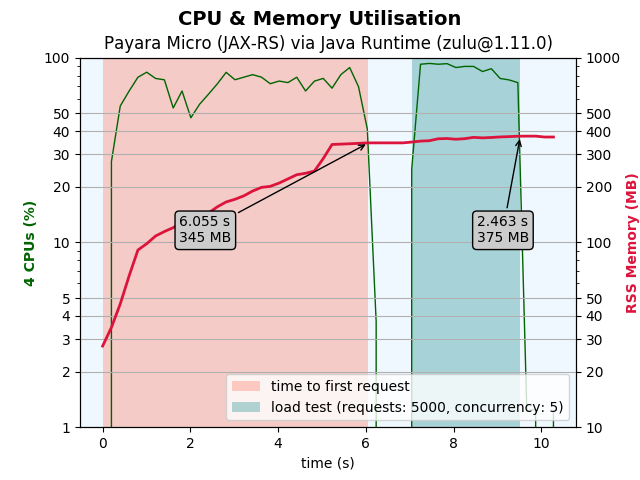 CPU & Memory Utilisation
Payara Micro (JAX-RS) via Java Runtime (zulu@1.11.0)
100
50
40
30
20
10
5
4
3
2
1
4 CPUs (%)
1000
500
400
300
200
100
50
40
30
20
10
RSS Memory (MB)
6.055 s
345 MB
2.463 s
375 MB
time to first request
load test (requests: 5000, concurrency: 5)
0 2 4 6 8 10
time (s)